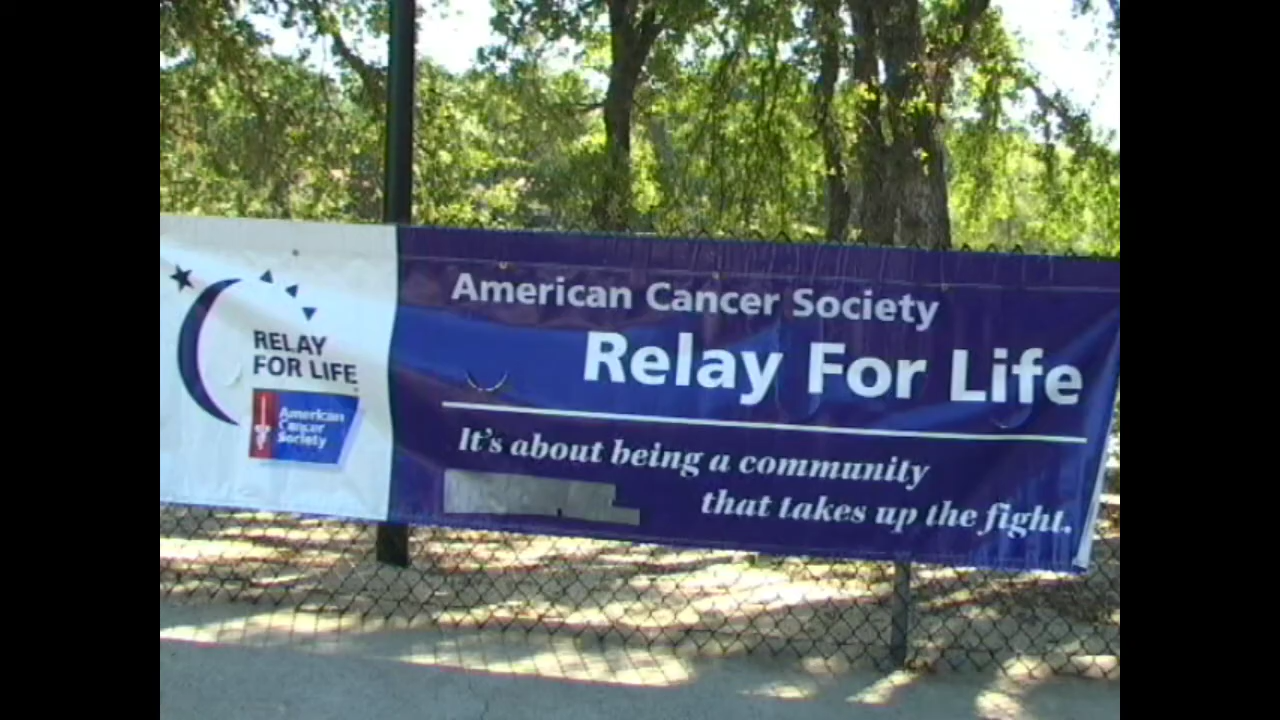 RELAY
FOR LIFE
American
Cancer
Society
American Cancer Society
Relay For Life
It's about being a community
that takes up the fight.